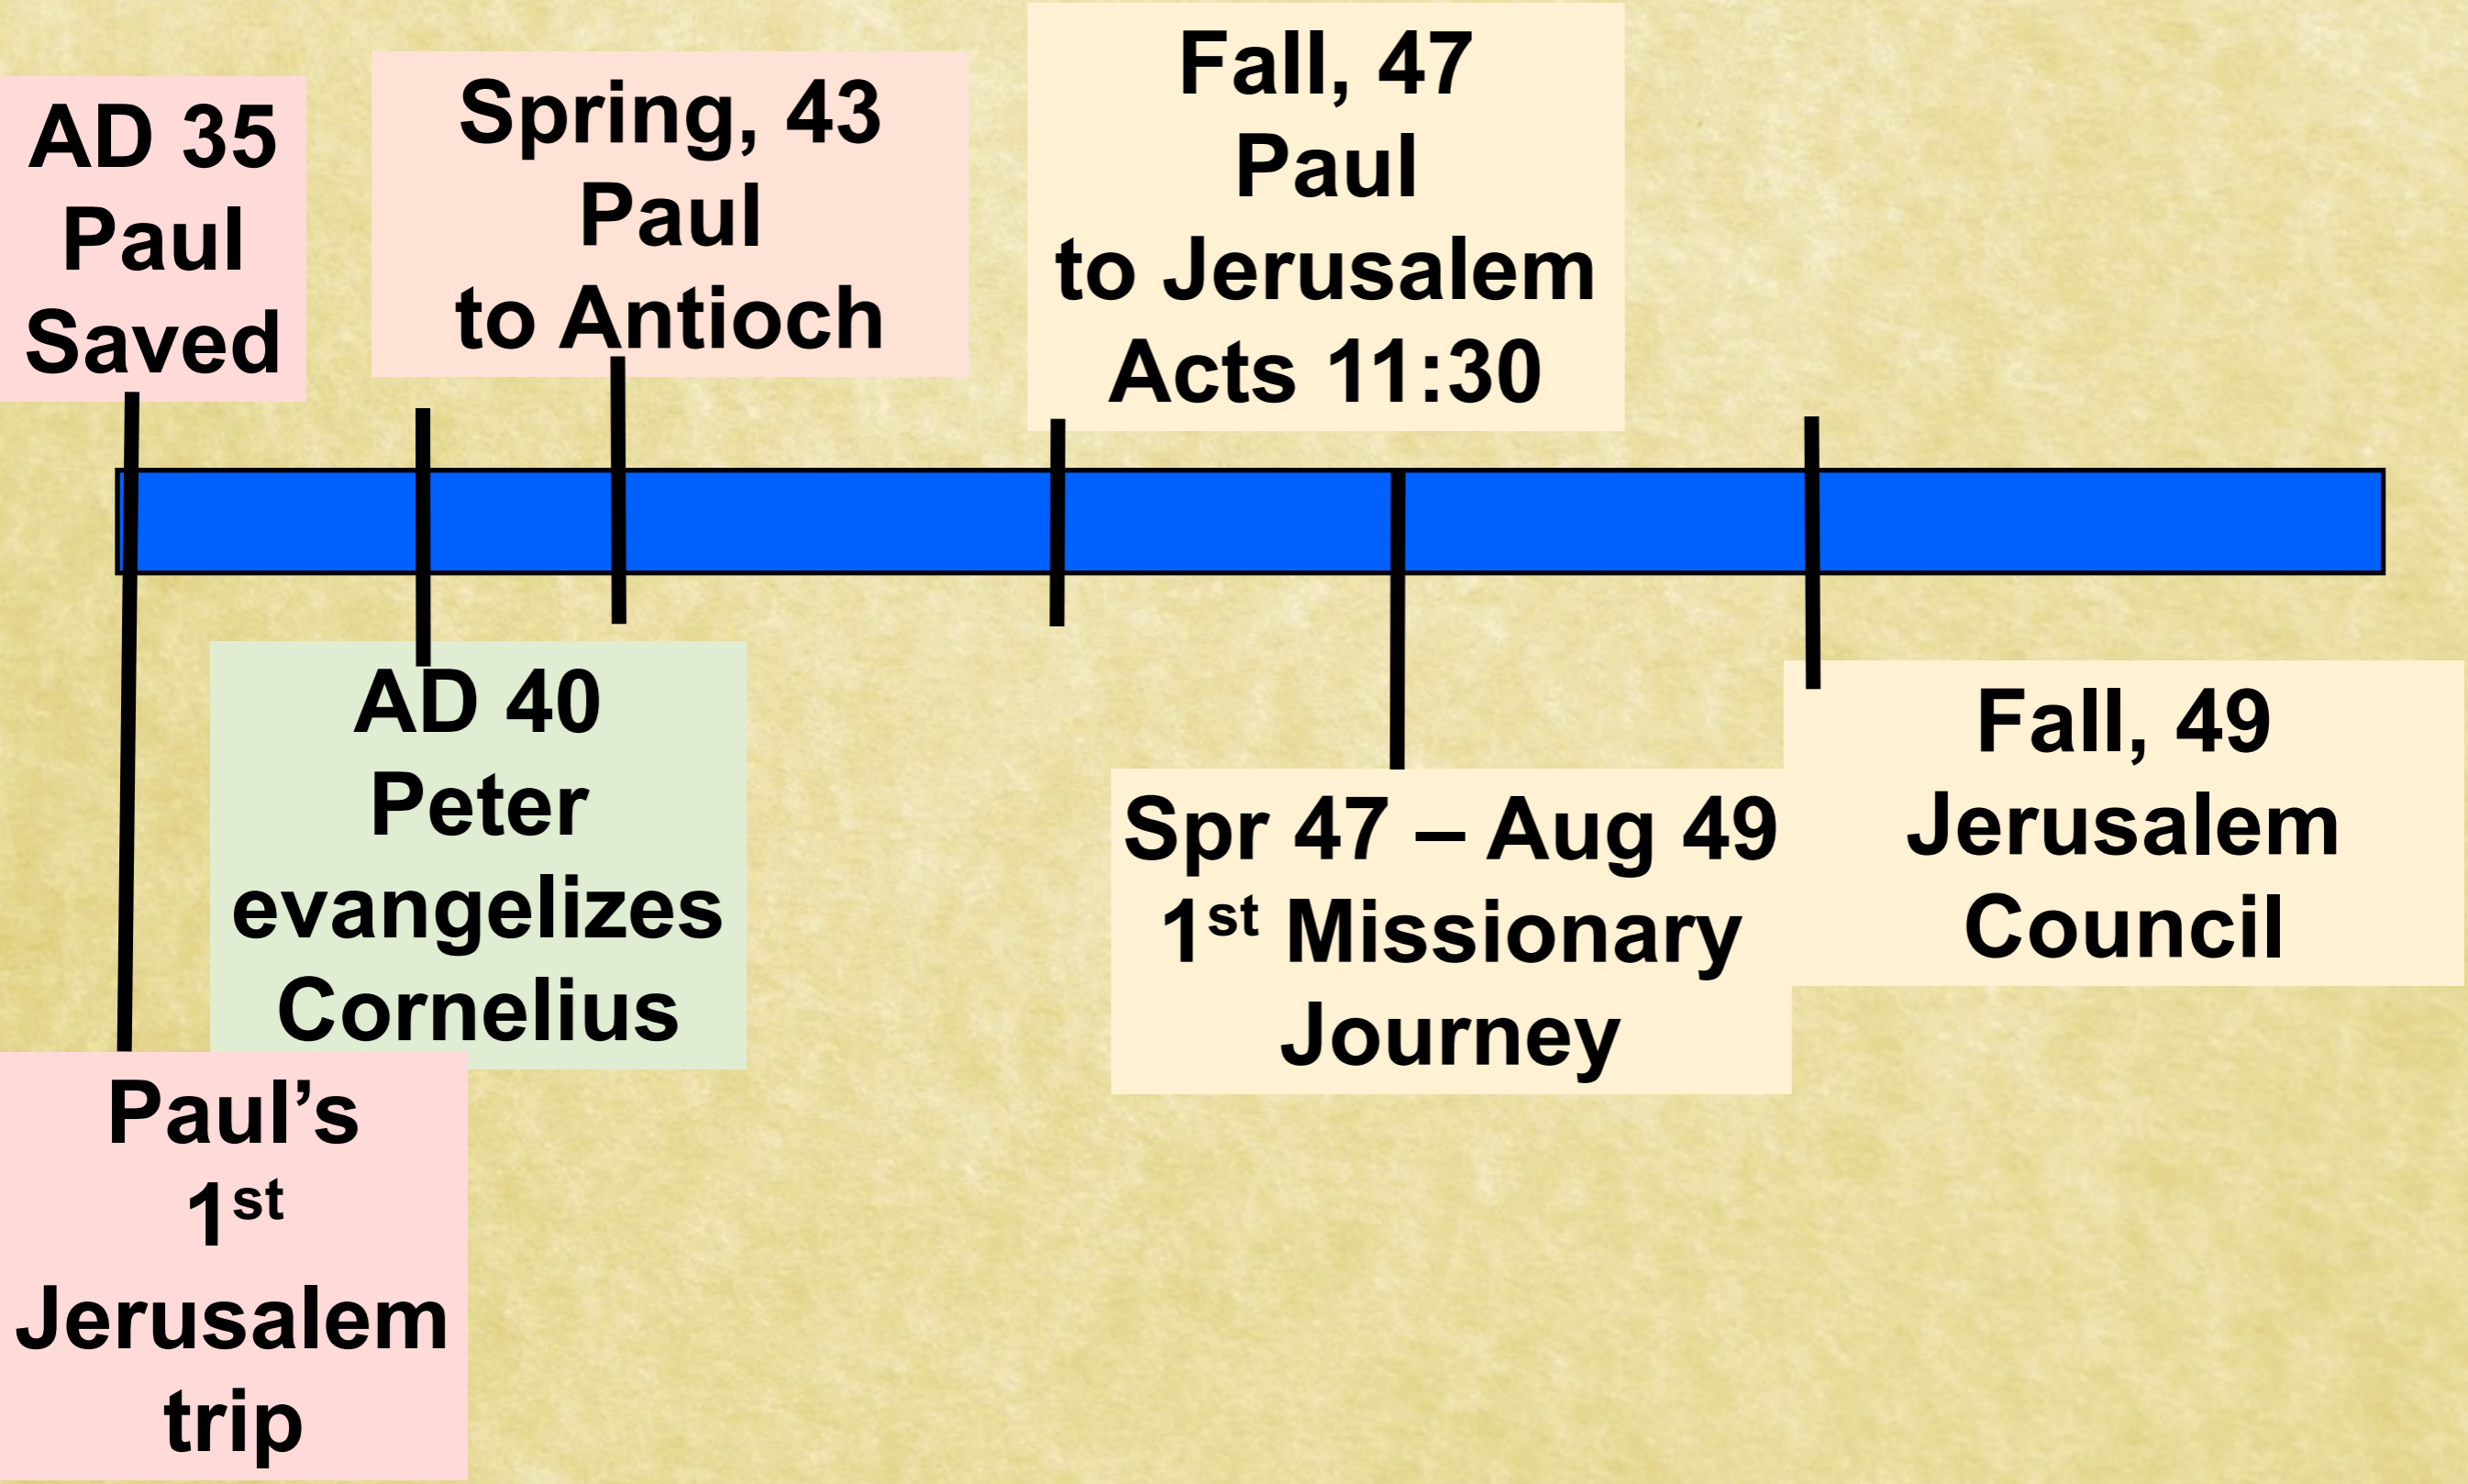 AD 35
Paul
Saved
Spring, 43
Paul
to Antioch
Fall, 47
Paul
to Jerusalem
Acts 11:30
AD 40
Peter
evangelizes
Cornelius
Spr 47 – Aug 49
1st Missionary
Journey
Fall, 49
Jerusalem
Council
Paul’s
1st
Jerusalem
trip